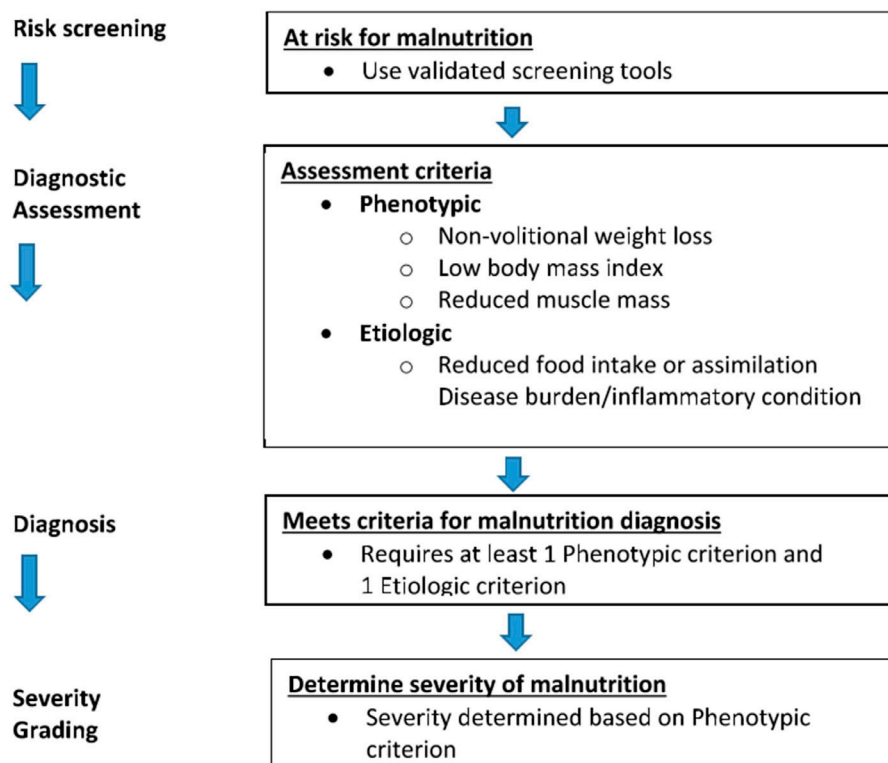 Risk screening
At risk for malnutrition
• Use validated screening tools
Diagnostic
Assessment
Assessment criteria
• Phenotypic
○ Non-volitional weight loss
○ Low body mass index
○ Reduced muscle mass
• Etiologic
○ Reduced food intake or assimilation
Disease burden/inflammatory condition
Diagnosis
Meets criteria for malnutrition diagnosis
• Requires at least 1 Phenotypic criterion and
1 Etiologic criterion
Severity
Grading
Determine severity of malnutrition
• Severity determined based on Phenotypic
criterion